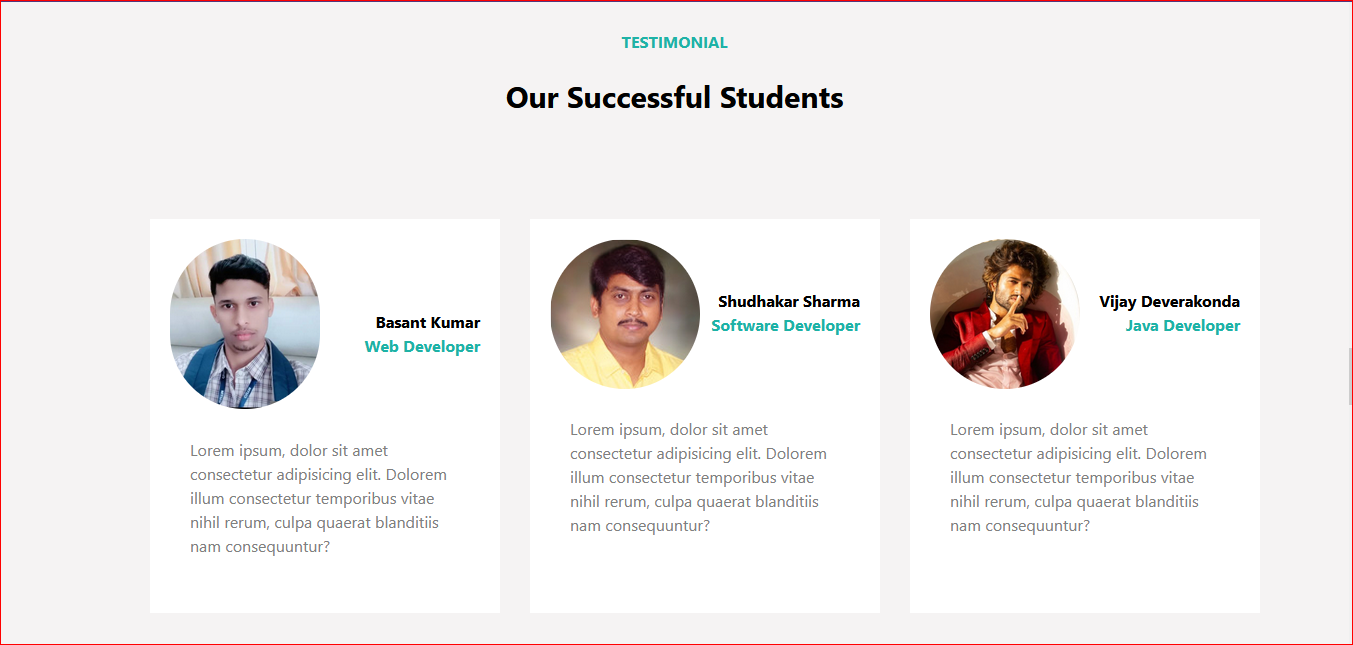 TESTIMONIAL
Our Successful Students
Basant Kumar
Web Developer
Lorem ipsum, dolor sit amet
consectetur adipisicing elit. Dolorem
illum consectetur temporibus vitae
nihil rerum, culpa quaerat blanditiis
nam consequuntur?
Shudhakar Sharma
Software Developer
Lorem ipsum, dolor sit amet
consectetur adipisicing elit. Dolorem
illum consectetur temporibus vitae
nihil rerum, culpa quaerat blanditiis
nam consequuntur?
Vijay Deverakonda
Java Developer
Lorem ipsum, dolor sit amet
consectetur adipisicing elit. Dolorem
illum consectetur temporibus vitae
nihil rerum, culpa quaerat blanditiis
nam consequuntur?